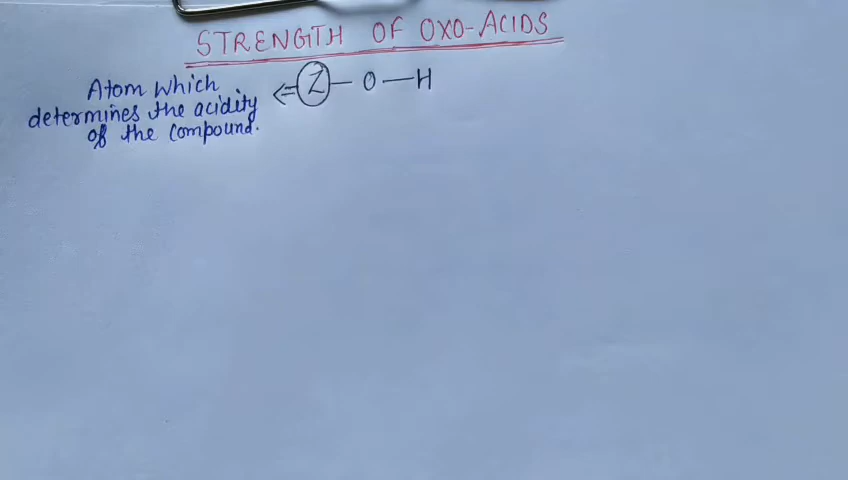 STRENGTH OF OXO-ACIDS
Atom Which
determines the acidity
of the compound.
⇐ Z — O — H